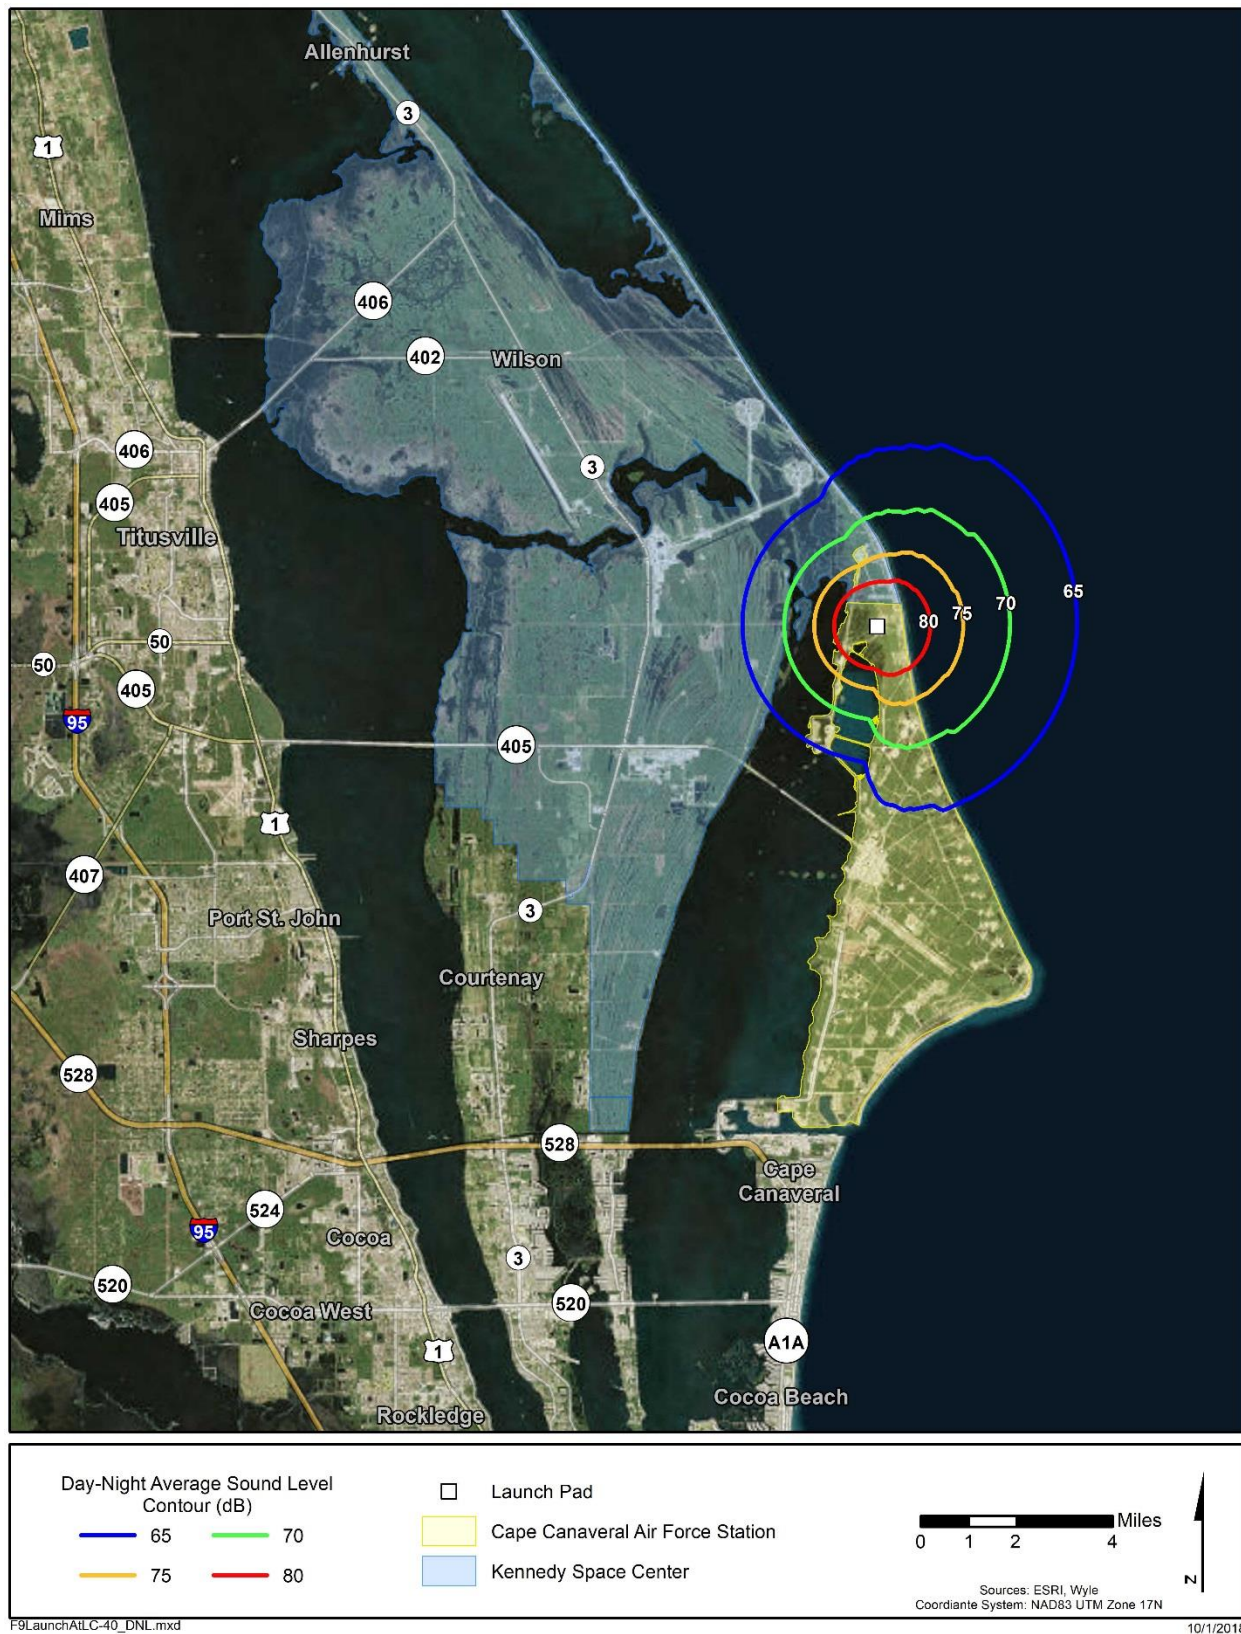 Allenhurst
3
1
Mims
406
402
Wilson
406
3
405
Titusville
65
70
75
80
50
50
405
95
405
1
407
3
Port St. John
Courtenay
Sharpes
528
528
Cape
Canaveral
524
95
Cocoa
3
520
Cocoa West
520
1
A1A
Cocoa Beach
Rockledge
Day-Night Average Sound Level
Contour (dB)
65
70
75
80
Launch Pad
Cape Canaveral Air Force Station
Kennedy Space Center
Miles
0 1 2 4
N
Sources: ESRI, Wyle
Coordiante System: NAD83 UTM Zone 17N
F9LaunchAtLC-40_DNL.mxd
10/1/2018